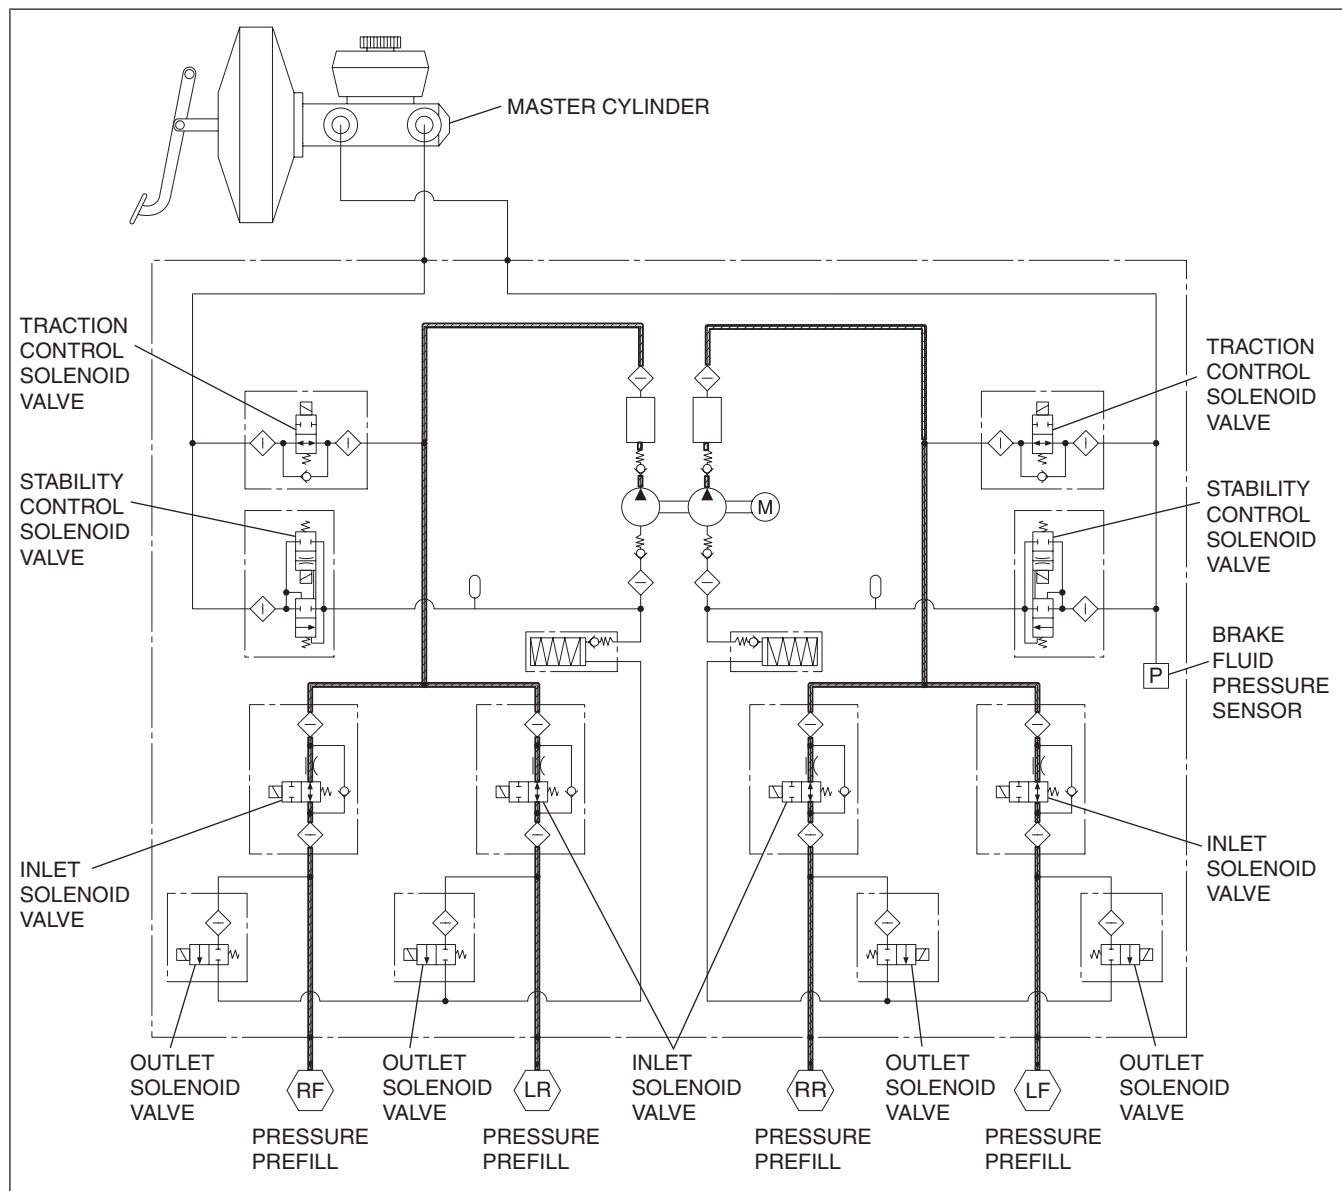 MASTER CYLINDER
TRACTION
CONTROL
SOLENOID
VALVE
TRACTION
CONTROL
SOLENOID
VALVE
STABILITY
CONTROL
SOLENOID
VALVE
STABILITY
CONTROL
SOLENOID
VALVE
M
BRAKE
FLUID
PRESSURE
SENSOR
P
INLET
SOLENOID
VALVE
INLET
SOLENOID
VALVE
OUTLET
SOLENOID
VALVE
RF
PRESSURE
PREFILL
OUTLET
SOLENOID
VALVE
LR
PRESSURE
PREFILL
INLET
SOLENOID
VALVE
RR
PRESSURE
PREFILL
OUTLET
SOLENOID
VALVE
LF
PRESSURE
PREFILL
OUTLET
SOLENOID
VALVE